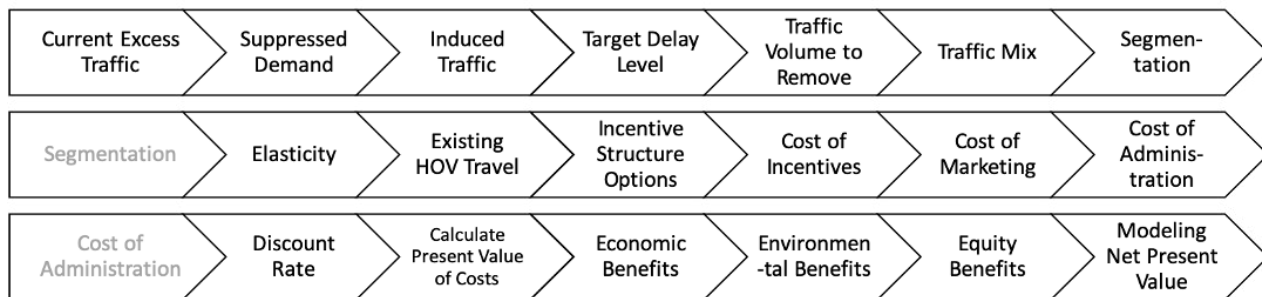 Current Excess
Traffic
Suppressed
Demand
Induced
Traffic
Target Delay
Level
Traffic
Volume to
Remove
Traffic Mix
Segmen-
tation
Segmentation
Elasticity
Existing
HOV Travel
Incentive
Structure
Options
Cost of
Incentives
Cost of
Marketing
Cost of
Adminis-
tration
Cost of
Administration
Discount
Rate
Calculate
Present Value
of Costs
Economic
Benefits
Environmen
-tal Benefits
Equity
Benefits
Modeling
Net Present
Value